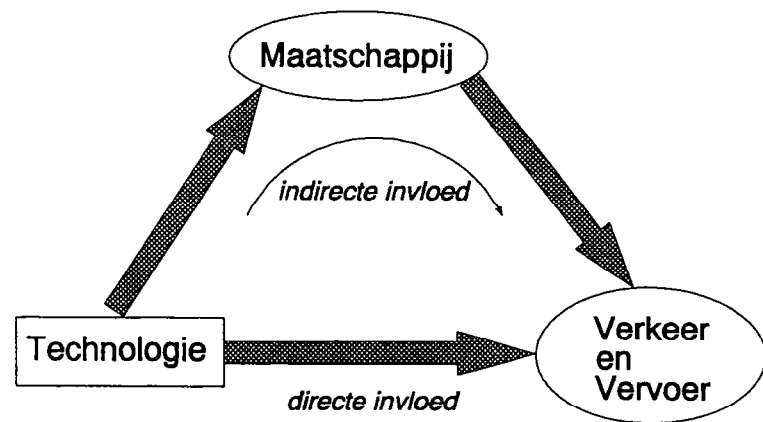 Maatschappij
indirecte invloed
Technologie
Verkeer
en
Vervoer
directe invloed